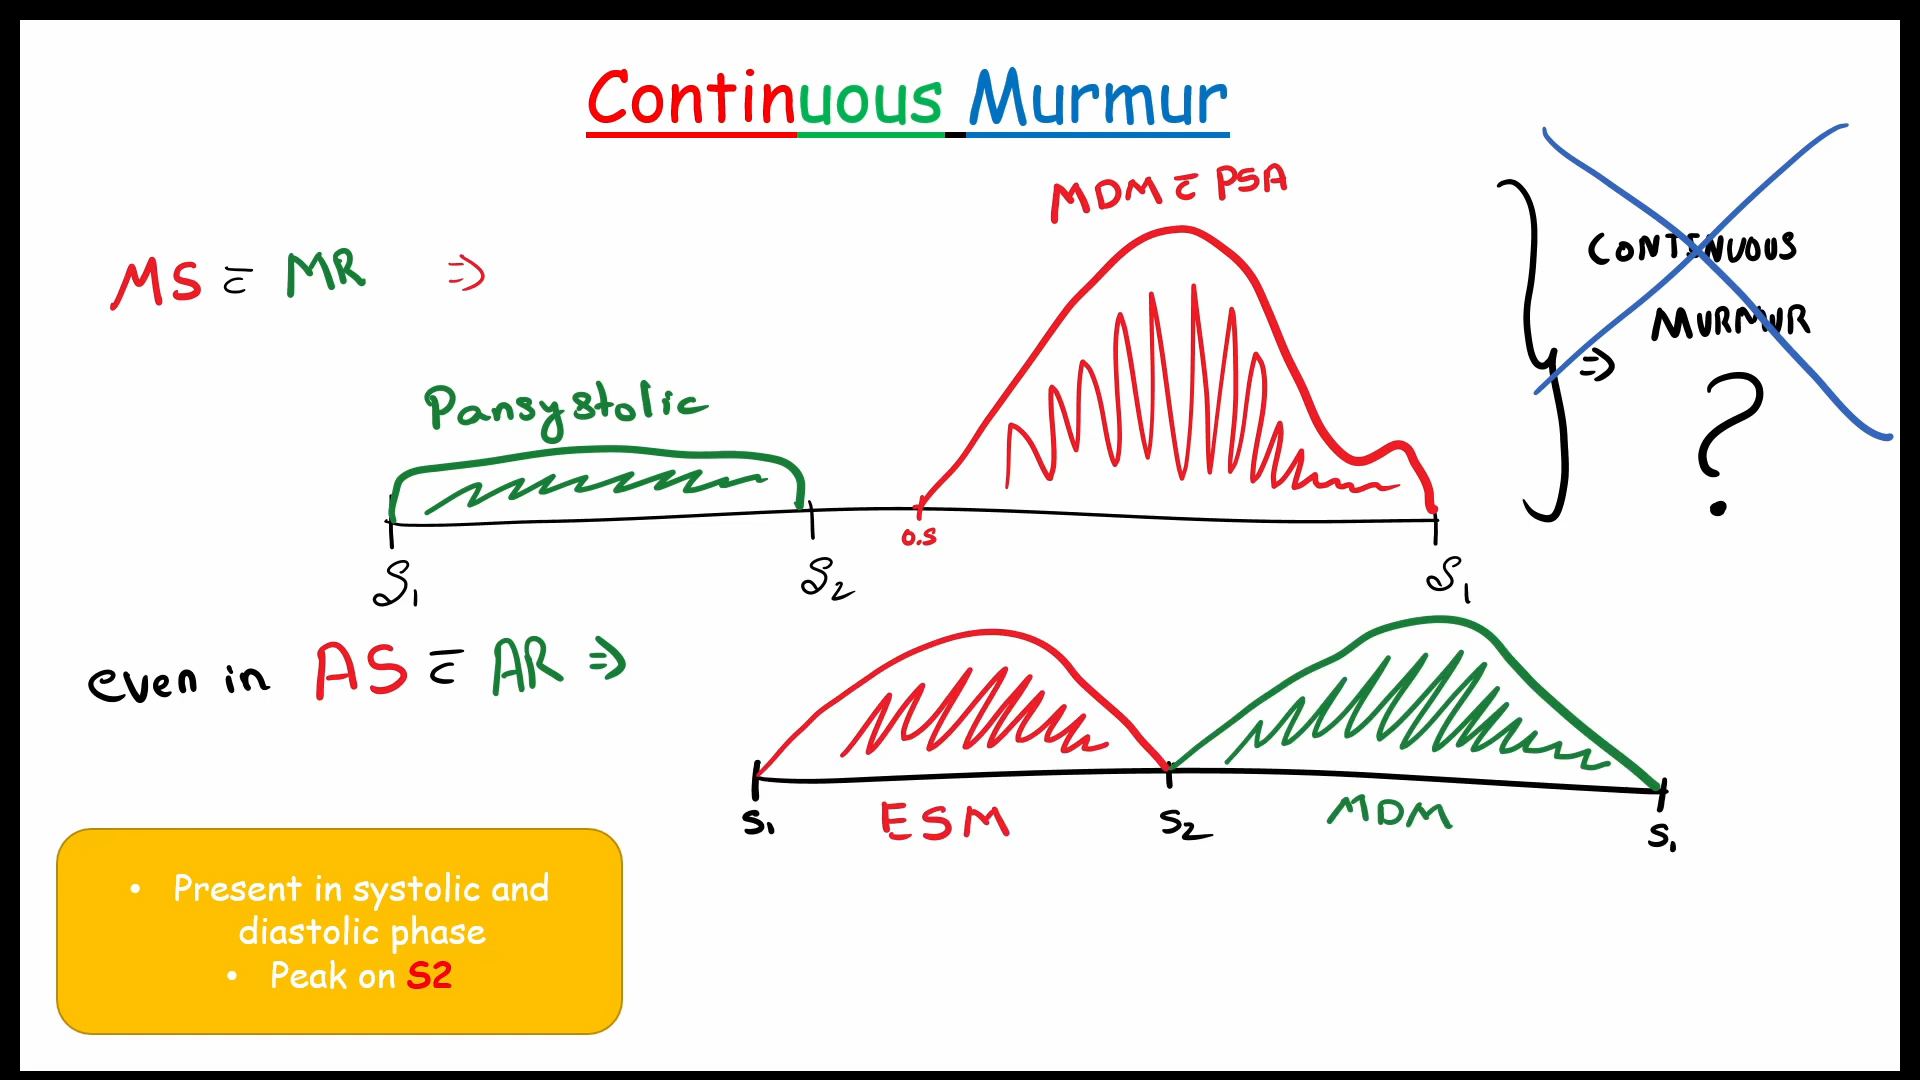 Continuous Murmur
MDM c̄ PSA
MS c̄ MR ⇒
CONTINUOUS
MURMUR
⇒
?
Pansystolic
O.S
S1 S2 S1
even in AS c̄ AR ⇒
S1 ESM S2 MDM S1
• Present in systolic and
diastolic phase
• Peak on S2